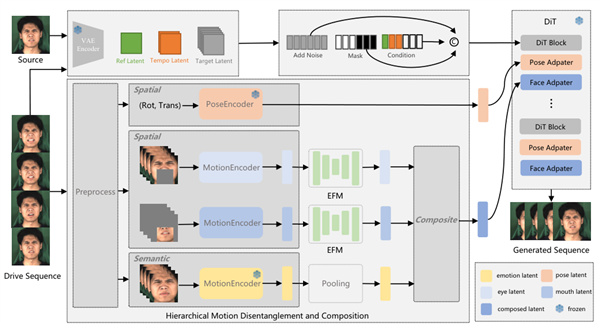 Source
VAE
Encoder
Ref Latent
Tempo Latent
Target Latent
Add Noise
Mask
Condition
C
DiT
DiT Block
Pose Adpater
Face Adpater
DiT Block
Pose Adpater
Face Adpater
Drive Sequence
Preprocess
Spatial
(Rot, Trans)
PoseEncoder
Spatial
MotionEncoder
EFM
MotionEncoder
EFM
Semantic
MotionEncoder
Pooling
Composite
Hierarchical Motion Disentanglement and Composition
Generated Sequence
emotion latent
pose latent
eye latent
mouth latent
composed latent
frozen